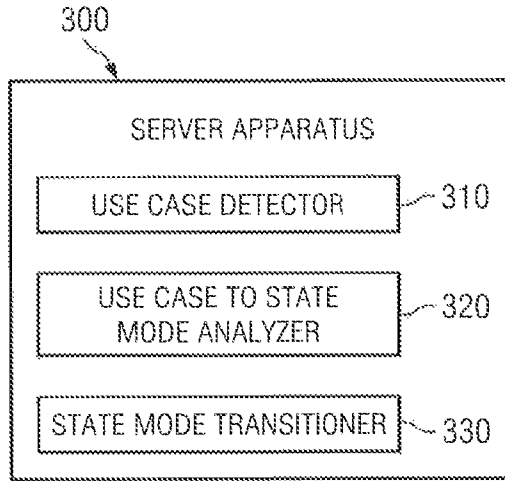 300
SERVER APPARATUS
USE CASE DETECTOR
310
USE CASE TO STATE
MODE ANALYZER
320
STATE MODE TRANSITIONER
330